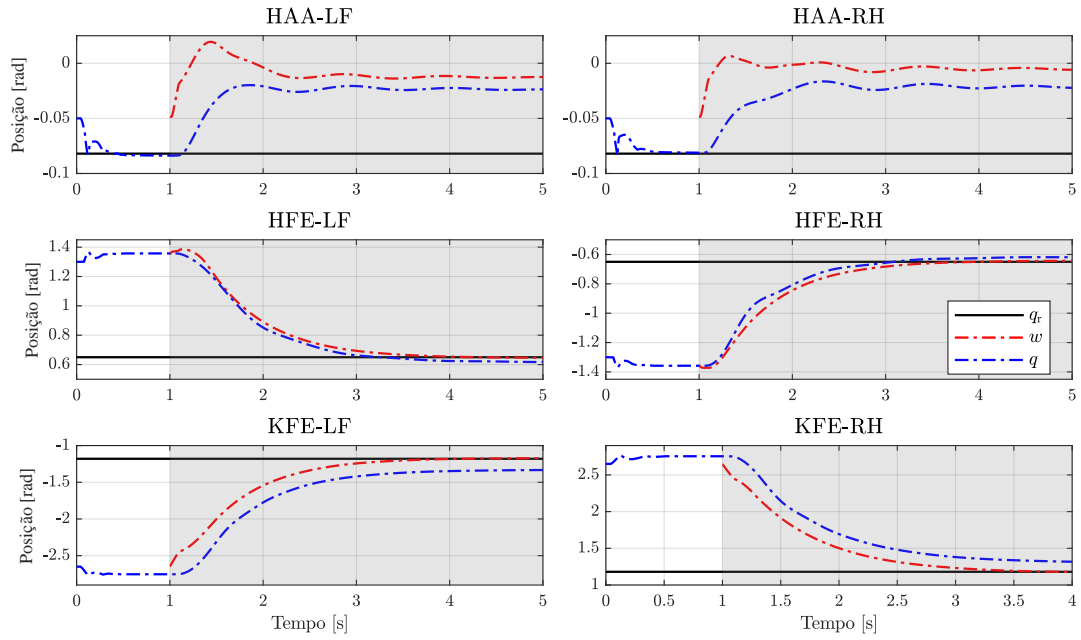 HAA-LF
HAA-RH
Posição [rad]
0
-0.05
-0.1
0 1 2 3 4 5
0
-0.05
-0.1
0 1 2 3 4 5
HFE-LF
HFE-RH
Posição [rad]
1.4
1.2
1
0.8
0.6
0 1 2 3 4 5
-0.6
-0.8
-1
-1.2
-1.4
0 1 2 3 4 5
qr
w
q
KFE-LF
KFE-RH
Posição [rad]
-1
-1.5
-2
-2.5
0 1 2 3 4 5
Tempo [s]
2.5
2
1.5
1
0 0.5 1 1.5 2 2.5 3 3.5 4
Tempo [s]